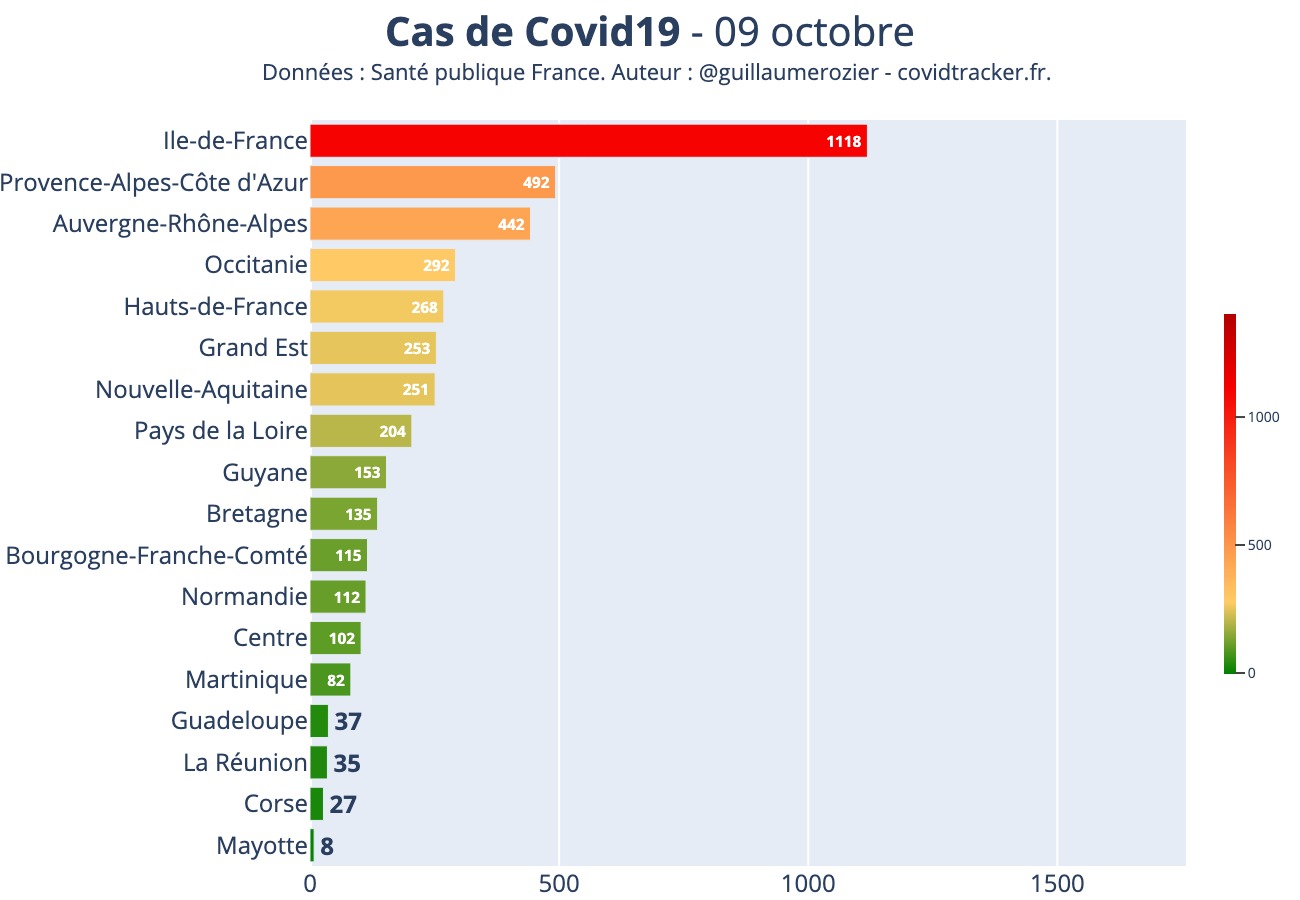 Cas de Covid19 - 09 octobre
Données : Santé publique France. Auteur : @guillaumerozier - covidtracker.fr.
Ile-de-France 1118
Provence-Alpes-Côte d'Azur 492
Auvergne-Rhône-Alpes 442
Occitanie 292
Hauts-de-France 268
Grand Est 253
Nouvelle-Aquitaine 251
Pays de la Loire 204
Guyane 153
Bretagne 135
Bourgogne-Franche-Comté 115
Normandie 112
Centre 102
Martinique 82
Guadeloupe 37
La Réunion 35
Corse 27
Mayotte 8
0 500 1000 1500
1000
500
0